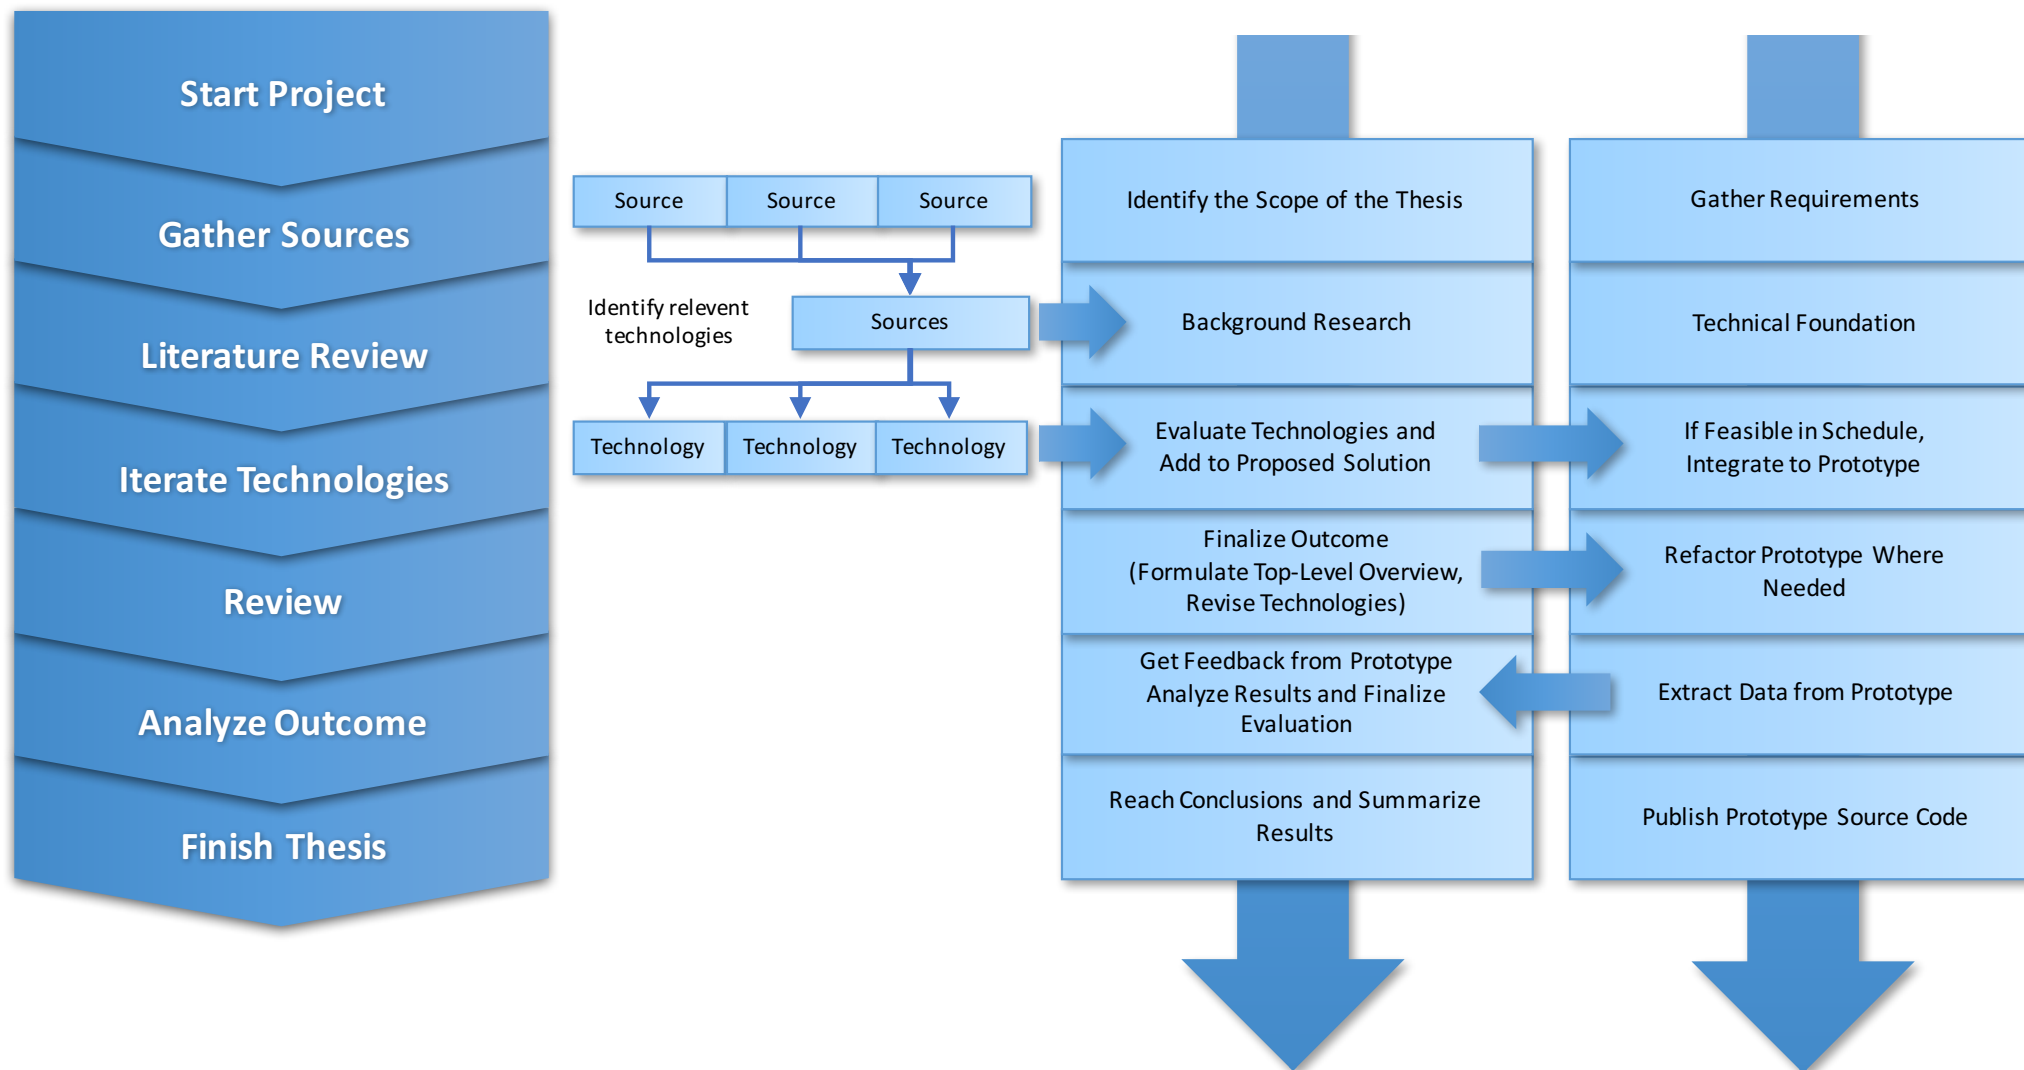 Start Project
Gather Sources
Literature Review
Iterate Technologies
Review
Analyze Outcome
Finish Thesis
Source
Source
Source
Identify relevent
technologies
Sources
Technology
Technology
Technology
Identify the Scope of the Thesis
Background Research
Evaluate Technologies and
Add to Proposed Solution
Finalize Outcome
(Formulate Top-Level Overview,
Revise Technologies)
Get Feedback from Prototype
Analyze Results and Finalize
Evaluation
Reach Conclusions and Summarize
Results
Gather Requirements
Technical Foundation
If Feasible in Schedule,
Integrate to Prototype
Refactor Prototype Where
Needed
Extract Data from Prototype
Publish Prototype Source Code